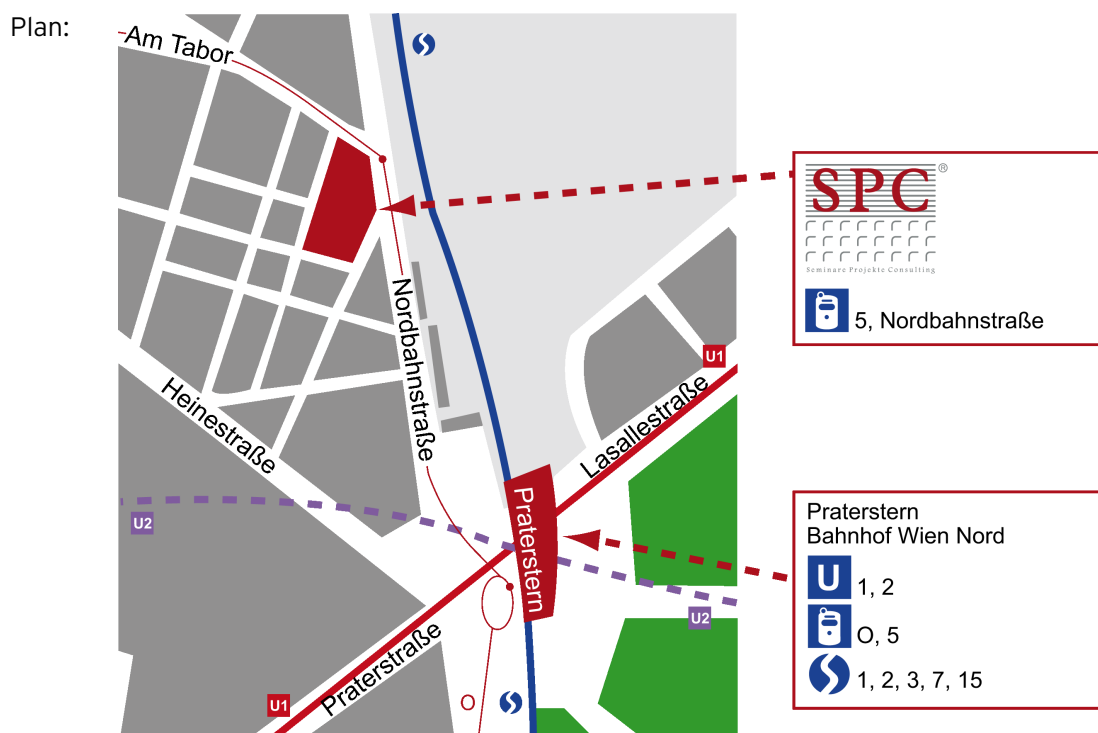 Plan:
Am Tabor
SPC
®
Seminare Projekte Consulting
5, Nordbahnstraße
Nordbahnstraße
U1
Lasallestraße
Heinestraße
Praterstern
U2
Praterstern
Bahnhof Wien Nord
U 1, 2
O, 5
S 1, 2, 3, 7, 15
U2
Praterstraße
U1
O